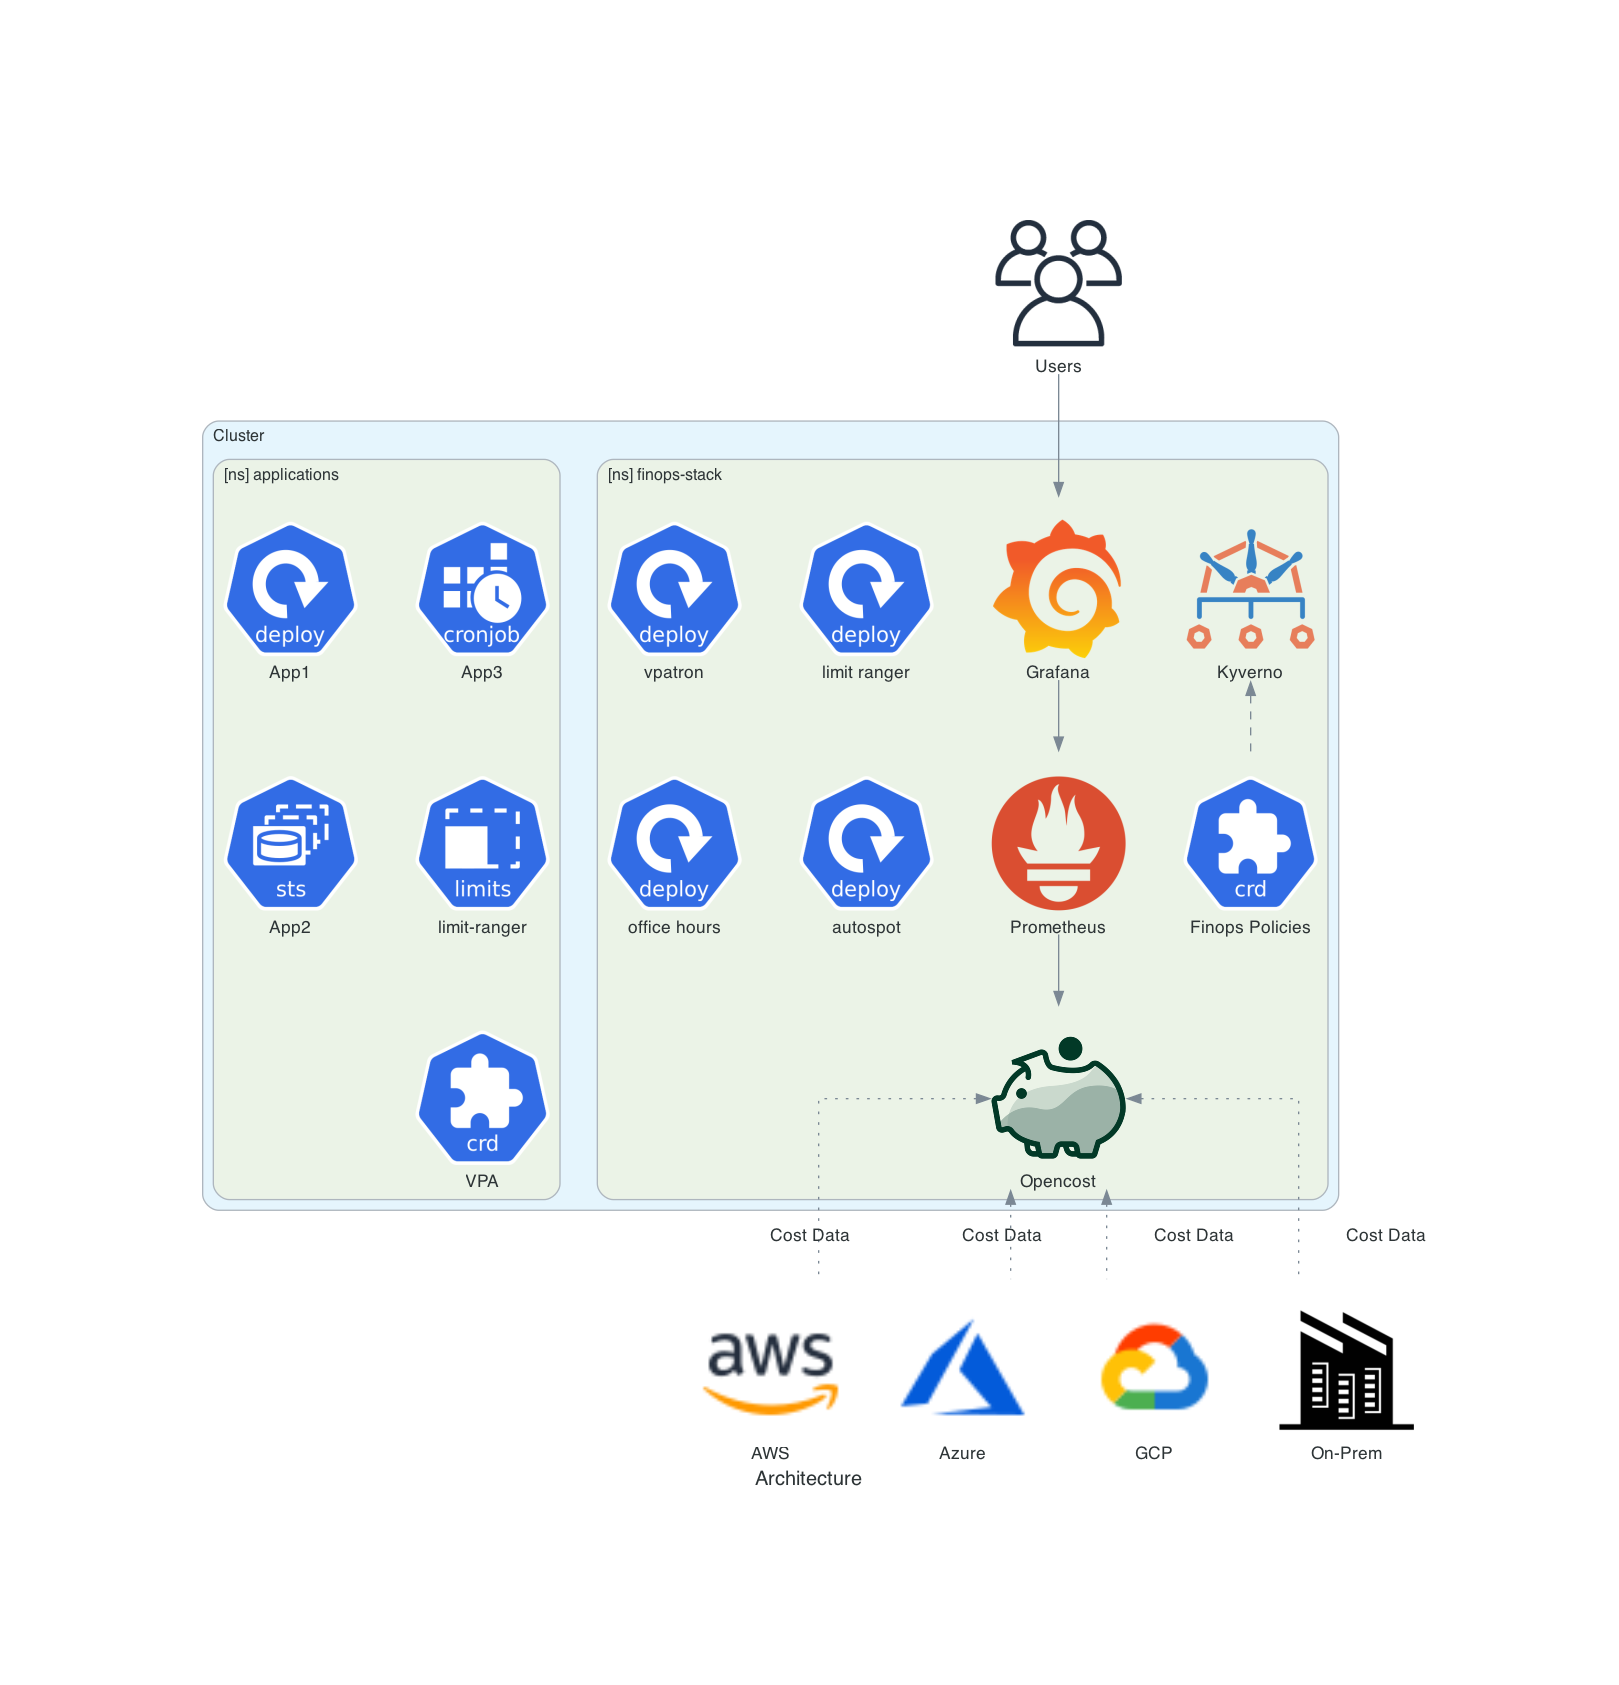 Users
Cluster
[ns] applications
[ns] finops-stack
deploy
cronjob
deploy
deploy
App1
App3
vpatron
limit ranger
Grafana
Kyverno
sts
limits
deploy
deploy
crd
App2
limit-ranger
office hours
autospot
Prometheus
Finops Policies
crd
VPA
Opencost
Cost Data
Cost Data
Cost Data
Cost Data
aws
AWS
Azure
GCP
On-Prem
Architecture